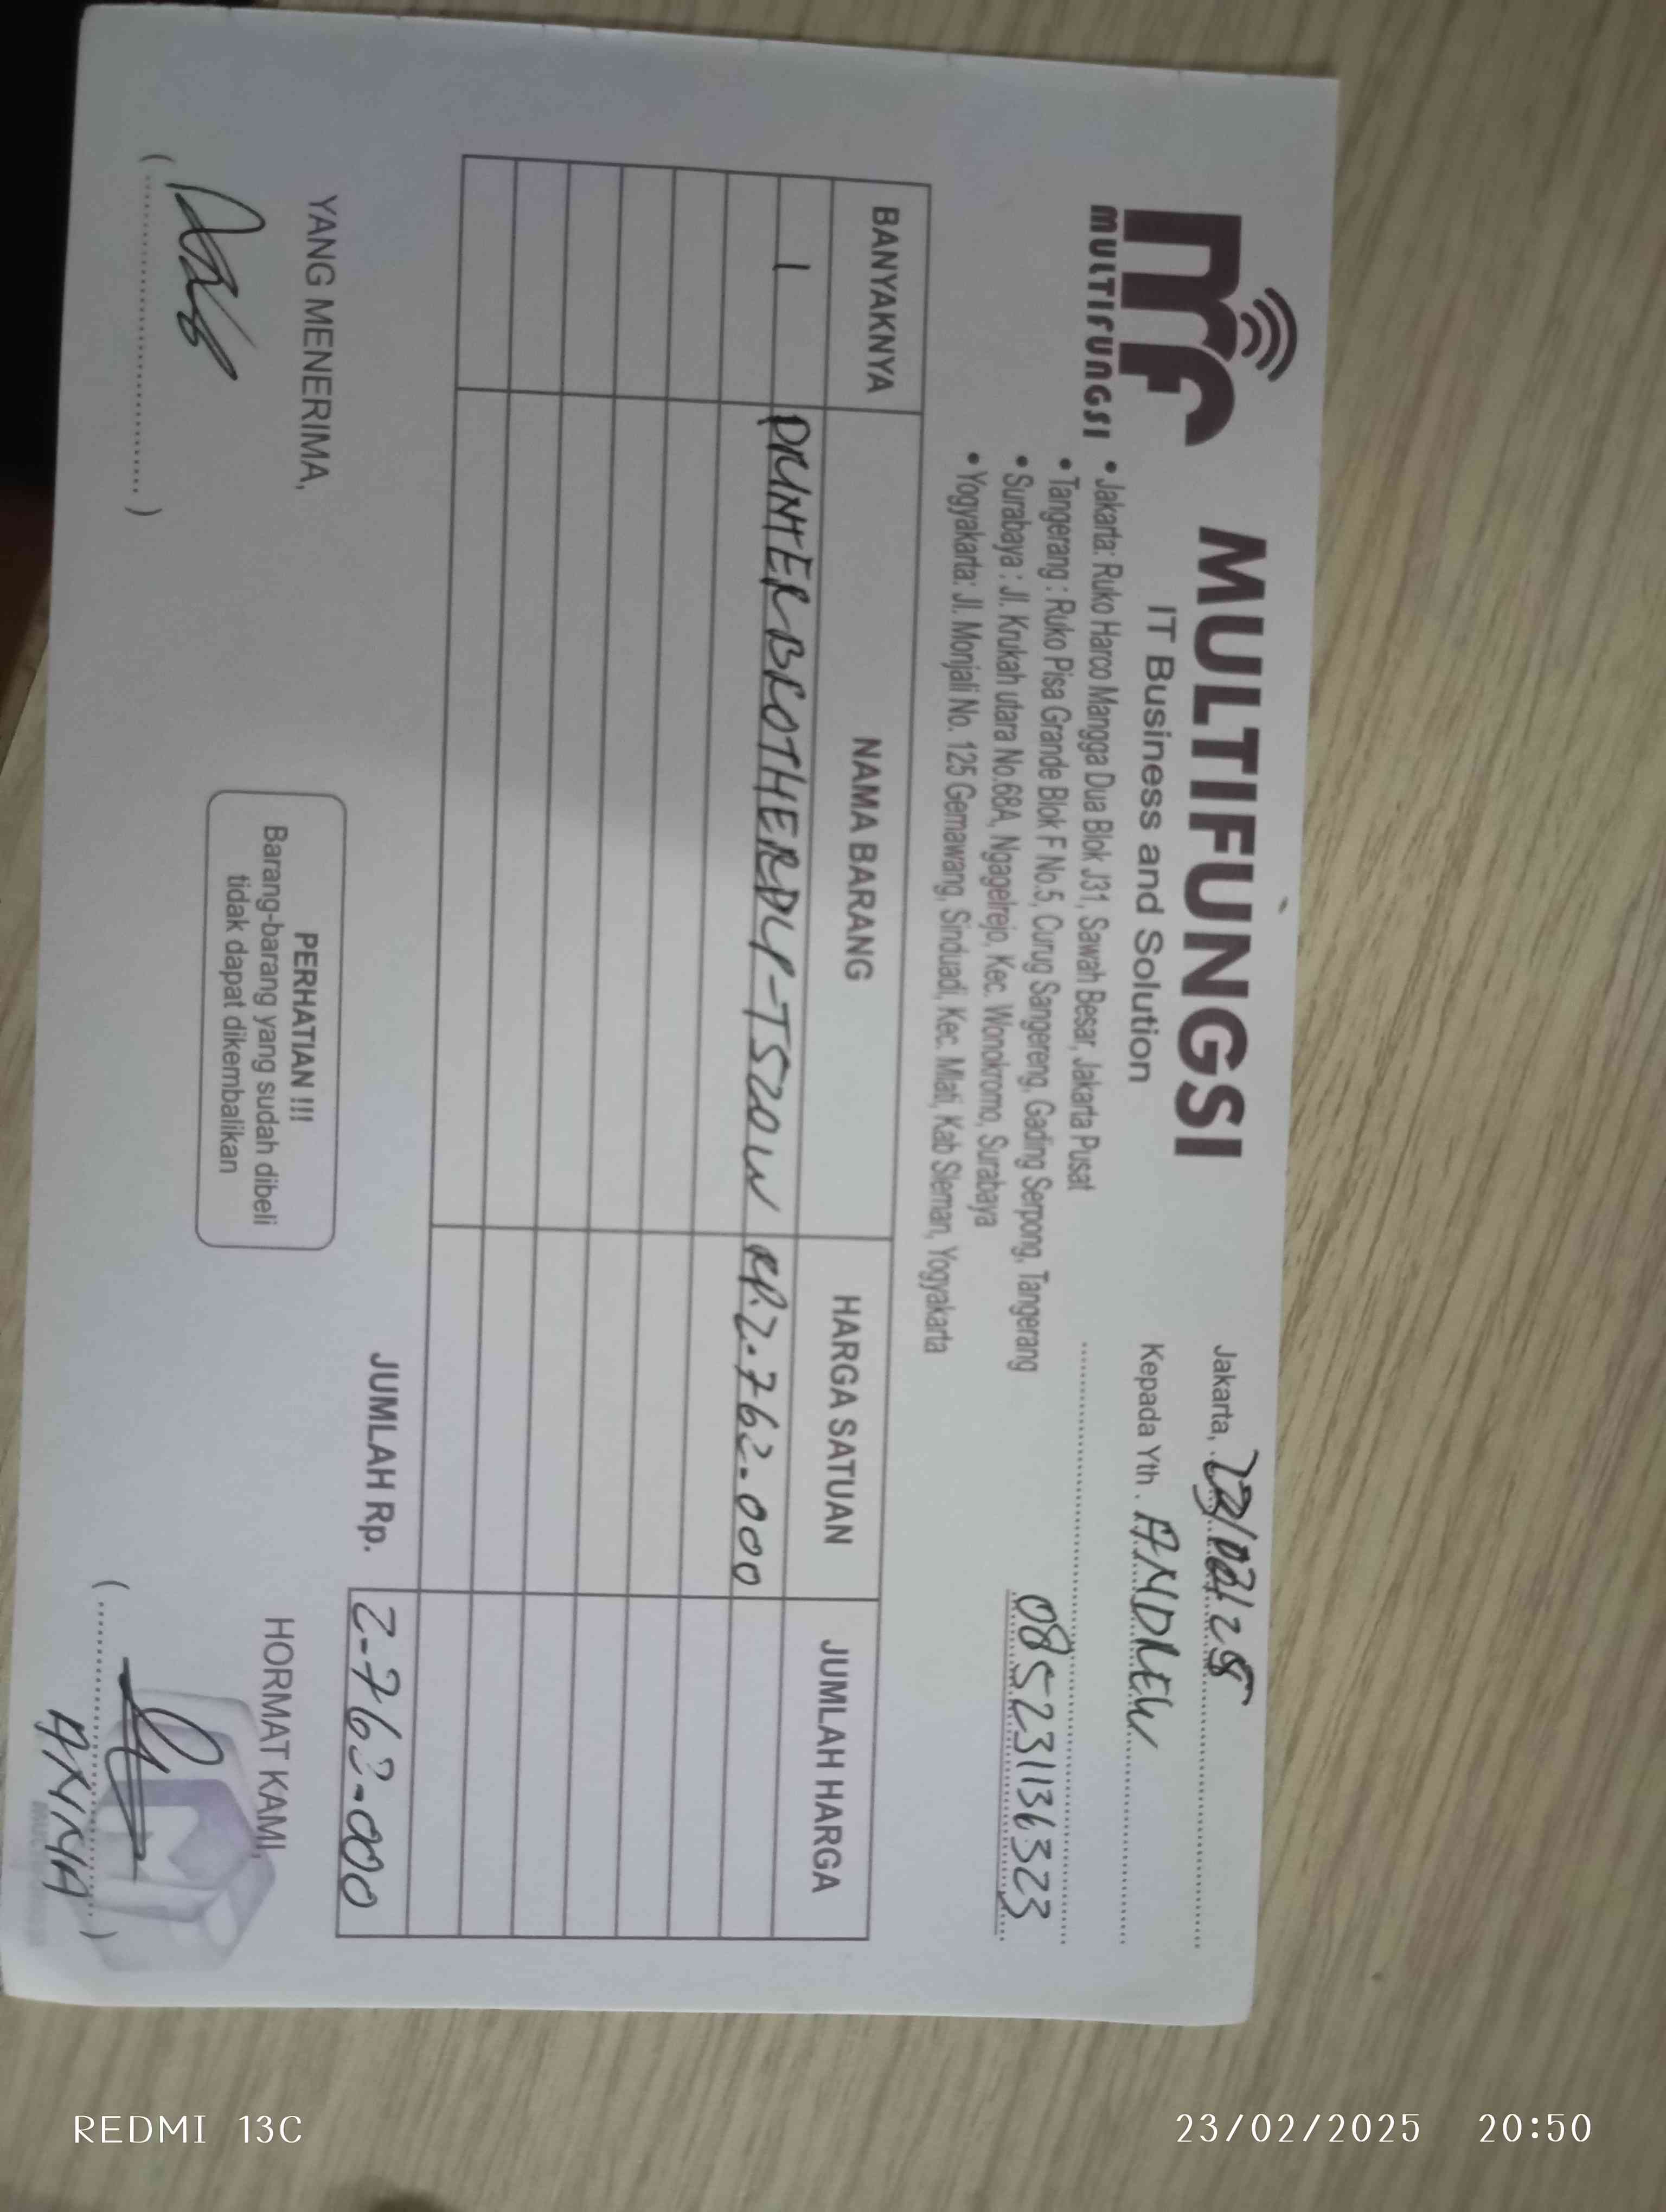 MULTIFUNGSI
MULTIFUNGSI
IT Business and Solution
• Jakarta: Ruko Harco Mangga Dua Blok J31, Sawah Besar, Jakarta Pusat
• Tangerang : Ruko Pisa Grande Blok F No.5, Curug Sangereng, Gading Serpong, Tangerang
• Surabaya : Jl. Krukah utara No.68A, Ngagelrejo, Kec. Wonokromo, Surabaya
• Yogyakarta: Jl. Monjali No. 125 Gemawang, Sinduadi, Kec. Mlati, Kab Sleman, Yogyakarta
Jakarta, 23/02/25
Kepada Yth. ANDREW
085231136323
BANYAKNYA NAMA BARANG HARGA SATUAN JUMLAH HARGA
1 PRINTER BROTHER DCP-T520W RP.2.762.000
JUMLAH Rp. 2.762.000
YANG MENERIMA,
PERHATIAN !!!
Barang-barang yang sudah dibeli
tidak dapat dikembalikan
HORMAT KAMI,
REDMI 13C
23/02/2025 20:50